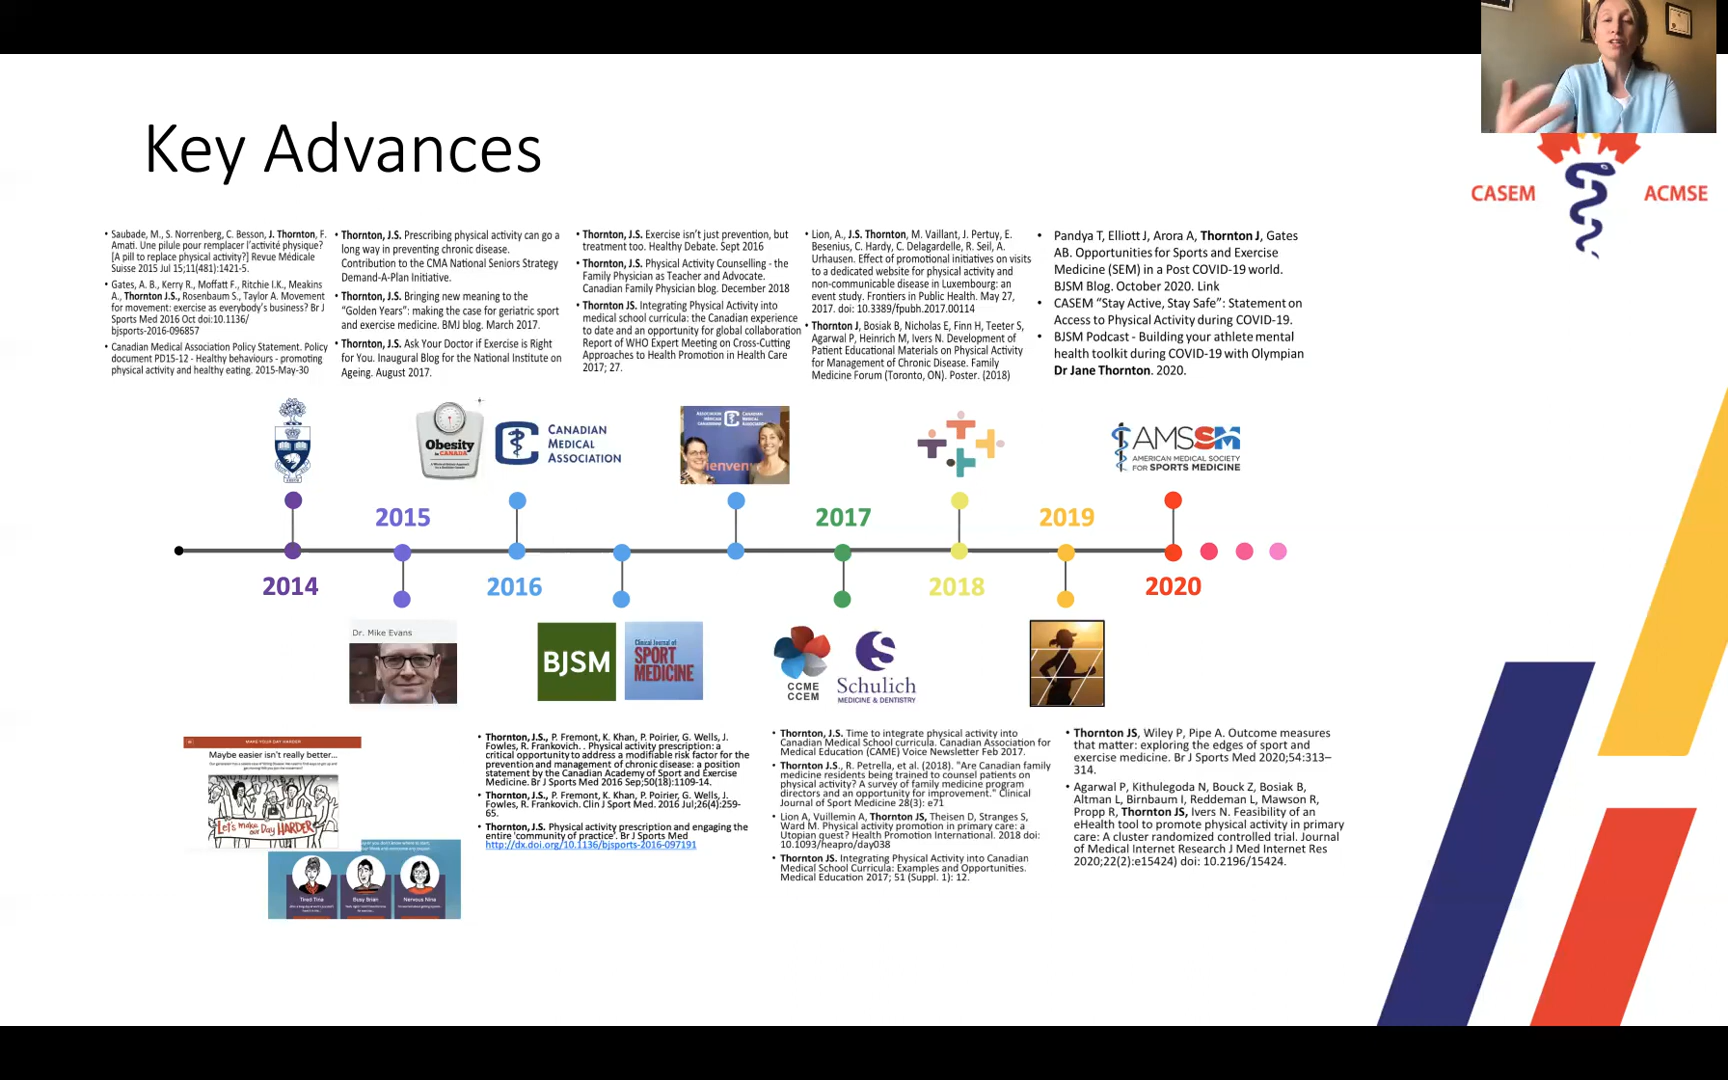 Key Advances
CASEM
ACMSE
• Saubade, M., S. Norrenberg, C. Besson, J. Thornton, F.
Amati. Une pilule pour remplacer l'activité physique?
[A pill to replace physical activity?] Revue Médicale
Suisse 2015 Jul 15;11(481):1421-5.
• Gates, A. B., Kerry R., Moffatt F., Ritchie I.K., Meakins
A., Thornton J.S., Rosenbaum S., Taylor A. Movement
for movement: exercise as everybody's business? Br J
Sports Med 2016 Oct doi:10.1136/
bjsports-2016-096857
• Canadian Medical Association Policy Statement. Policy
document PD15-12 - Healthy behaviours - promoting
physical activity and healthy eating. 2015-May-30
• Thornton, J.S. Prescribing physical activity can go a
long way in preventing chronic disease.
Contribution to the CMA National Seniors Strategy
Demand-A-Plan Initiative.
• Thornton, J.S. Bringing new meaning to the
"Golden Years": making the case for geriatric sport
and exercise medicine. BMJ blog. March 2017.
• Thornton, J.S. Ask Your Doctor if Exercise is Right
for You. Inaugural Blog for the National Institute on
Ageing. August 2017.
• Thornton, J.S. Exercise isn't just prevention, but
treatment too. Healthy Debate. Sept 2016
• Thornton, J.S. Physical Activity Counselling - the
Family Physician as Teacher and Advocate.
Canadian Family Physician blog. December 2018
• Thornton JS. Integrating Physical Activity into
medical school curricula: the Canadian experience
to date and an opportunity for global collaboration
Report of WHO Expert Meeting on Cross-Cutting
Approaches to Health Promotion in Health Care
2017; 27.
• Lion, A., J.S. Thornton, M. Vaillant, J. Pertuy, E.
Besenius, C. Hardy, C. Delagardelle, R. Seil, A.
Urhausen. Effect of promotional initiatives on visits
to a dedicated website for physical activity and
non-communicable disease in Luxembourg: an
event study. Frontiers in Public Health. May 27,
2017. doi: 10.3389/fpubh.2017.00114
• Thornton J, Bosiak B, Nicholas E, Finn H, Teeter S,
Agarwal P, Heinrich M, Ivers N. Development of
Patient Educational Materials on Physical Activity
for Management of Chronic Disease. Family
Medicine Forum (Toronto, ON). Poster. (2018)
• Pandya T, Elliott J, Arora A, Thornton J, Gates
AB. Opportunities for Sports and Exercise
Medicine (SEM) in a Post COVID-19 world.
BJSM Blog. October 2020. Link
• CASEM "Stay Active, Stay Safe": Statement on
Access to Physical Activity during COVID-19.
• BJSM Podcast - Building your athlete mental
health toolkit during COVID-19 with Olympian
Dr Jane Thornton. 2020.
Obesity
in CANADA
CANADIAN
MEDICAL
ASSOCIATION
CANADIAN
MEDICAL
AMSSM
AMERICAN MEDICAL SOCIETY
FOR SPORTS MEDICINE
2015
2017
2019
2014
2016
2018
2020
Dr. Mike Evans
BJSM
Clinical Journal of
SPORT
MEDICINE
CCME
CCEM
Schulich
MEDICINE & DENTISTRY
MAKE YOUR DAY HARDER
Maybe easier isn't really better...
Let's make our Day HARDER
Tired Tina
Busy Brian
Nervous Nina
• Thornton, J.S., P. Fremont, K. Khan, P. Poirier, G. Wells, J.
Fowles, R. Frankovich. . Physical activity prescription: a
critical opportunity to address a modifiable risk factor for the
prevention and management of chronic disease: a position
statement by the Canadian Academy of Sport and Exercise
Medicine. Br J Sports Med 2016 Sep;50(18):1109-14.
• Thornton, J.S., P. Fremont, K. Khan, P. Poirier, G. Wells, J.
Fowles, R. Frankovich. Clin J Sport Med. 2016 Jul;26(4):259-
65.
• Thornton, J.S. Physical activity prescription and engaging the
entire 'community of practice'. Br J Sports Med
http://dx.doi.org/10.1136/bjsports-2016-097191
• Thornton, J.S. Time to integrate physical activity into
Canadian Medical School curricula. Canadian Association for
Medical Education (CAME) Voice Newsletter Feb 2017.
• Thornton J.S., R. Petrella, et al. (2018). "Are Canadian family
medicine residents being trained to counsel patients on
physical activity? A survey of family medicine program
directors and an opportunity for improvement." Clinical
Journal of Sport Medicine 28(3): e71
• Lion A, Vuillemin A, Thornton JS, Theisen D, Stranges S,
Ward M. Physical activity promotion in primary care: a
Utopian quest? Health Promotion International. 2018 doi:
10.1093/heapro/day038
• Thornton JS. Integrating Physical Activity into Canadian
Medical School Curricula: Examples and Opportunities.
Medical Education 2017; 51 (Suppl. 1): 12.
• Thornton JS, Wiley P, Pipe A. Outcome measures
that matter: exploring the edges of sport and
exercise medicine. Br J Sports Med 2020;54:313–
314.
• Agarwal P, Kithulegoda N, Bouck Z, Bosiak B,
Altman L, Birnbaum I, Reddeman L, Mawson R,
Propp R, Thornton JS, Ivers N. Feasibility of an
eHealth tool to promote physical activity in primary
care: A cluster randomized controlled trial. Journal
of Medical Internet Research J Med Internet Res
2020;22(2):e15424) doi: 10.2196/15424.